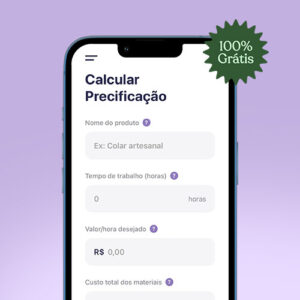 100%
Grátis
Calcular
Precificação
Nome do produto ?
Ex: Colar artesanal
Tempo de trabalho (horas) ?
0 horas
Valor/hora desejado ?
R$ 0,00
Custo total dos materiais ?